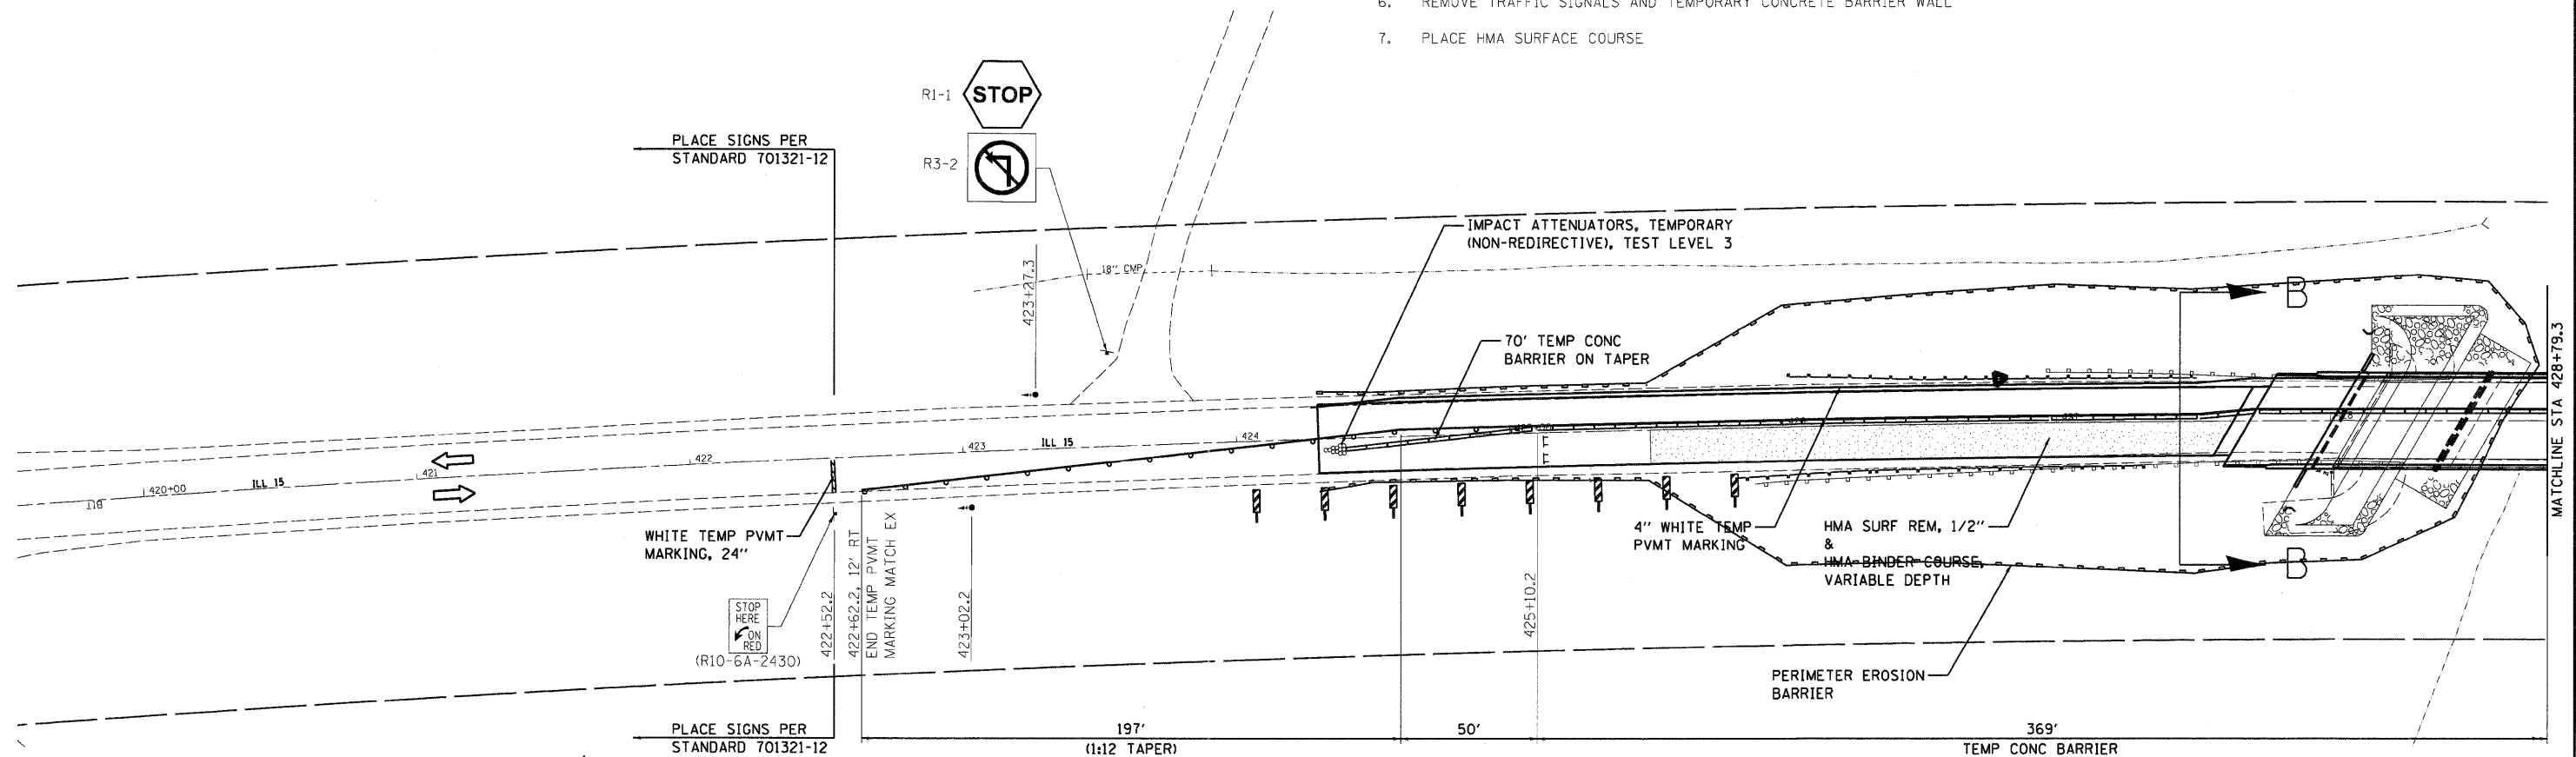 6. REMOVE TRAFFIC SIGNALS AND TEMPORARY CONCRETE BARRIER WALL
7. PLACE HMA SURFACE COURSE
R1-1
STOP
R3-2
PLACE SIGNS PER
STANDARD 701321-12
IMPACT ATTENUATORS, TEMPORARY
(NON-REDIRECTIVE), TEST LEVEL 3
18" CMP
423+27.3
70' TEMP CONC
BARRIER ON TAPER
B
MATCHLINE STA 428+79.3
420+00
ILL 15
421
422
423
ILL 15
424
WHITE TEMP PVMT
MARKING, 24"
STOP
HERE
ON
RED
(R10-6A-2430)
422+52.2
422+62.2, 12' RT
END TEMP PVMT
MARKING MATCH EX
423+02.2
425+10.2
4" WHITE TEMP
PVMT MARKING
HMA SURF REM, 1/2"
&
HMA BINDER COURSE,
VARIABLE DEPTH
B
PERIMETER EROSION
BARRIER
PLACE SIGNS PER
STANDARD 701321-12
197'
(1:12 TAPER)
50'
369'
TEMP CONC BARRIER